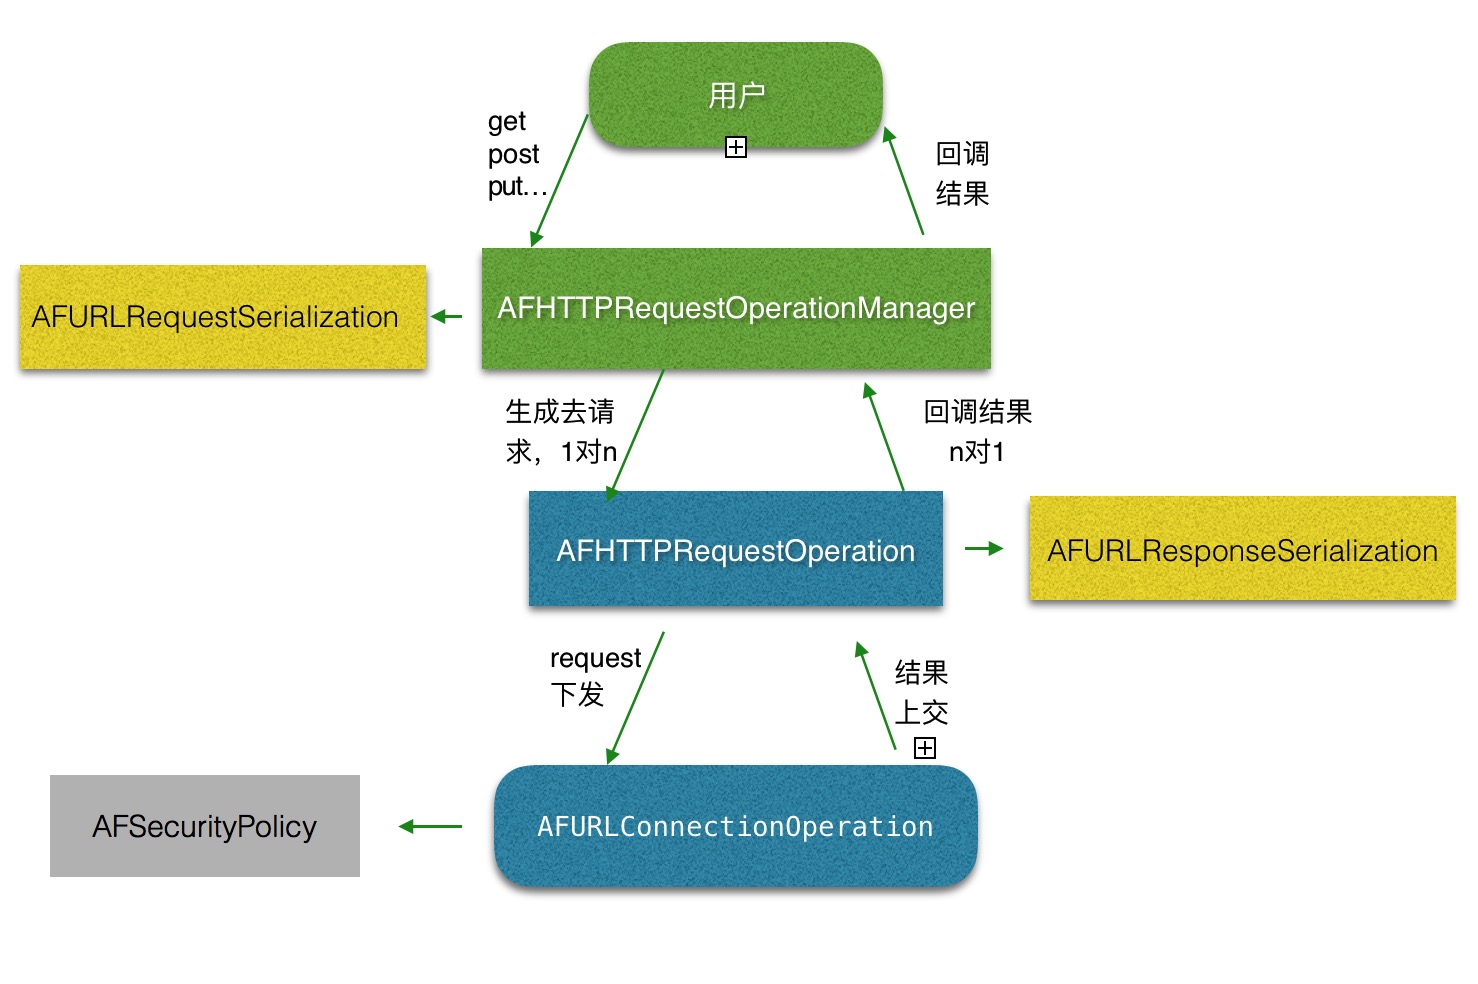 用户
get
post
put…
回调
结果
AFURLRequestSerialization
AFHTTPRequestOperationManager
生成去请
求，1对n
回调结果
n对1
AFHTTPRequestOperation
AFURLResponseSerialization
request
下发
结果
上交
AFSecurityPolicy
AFURLConnectionOperation